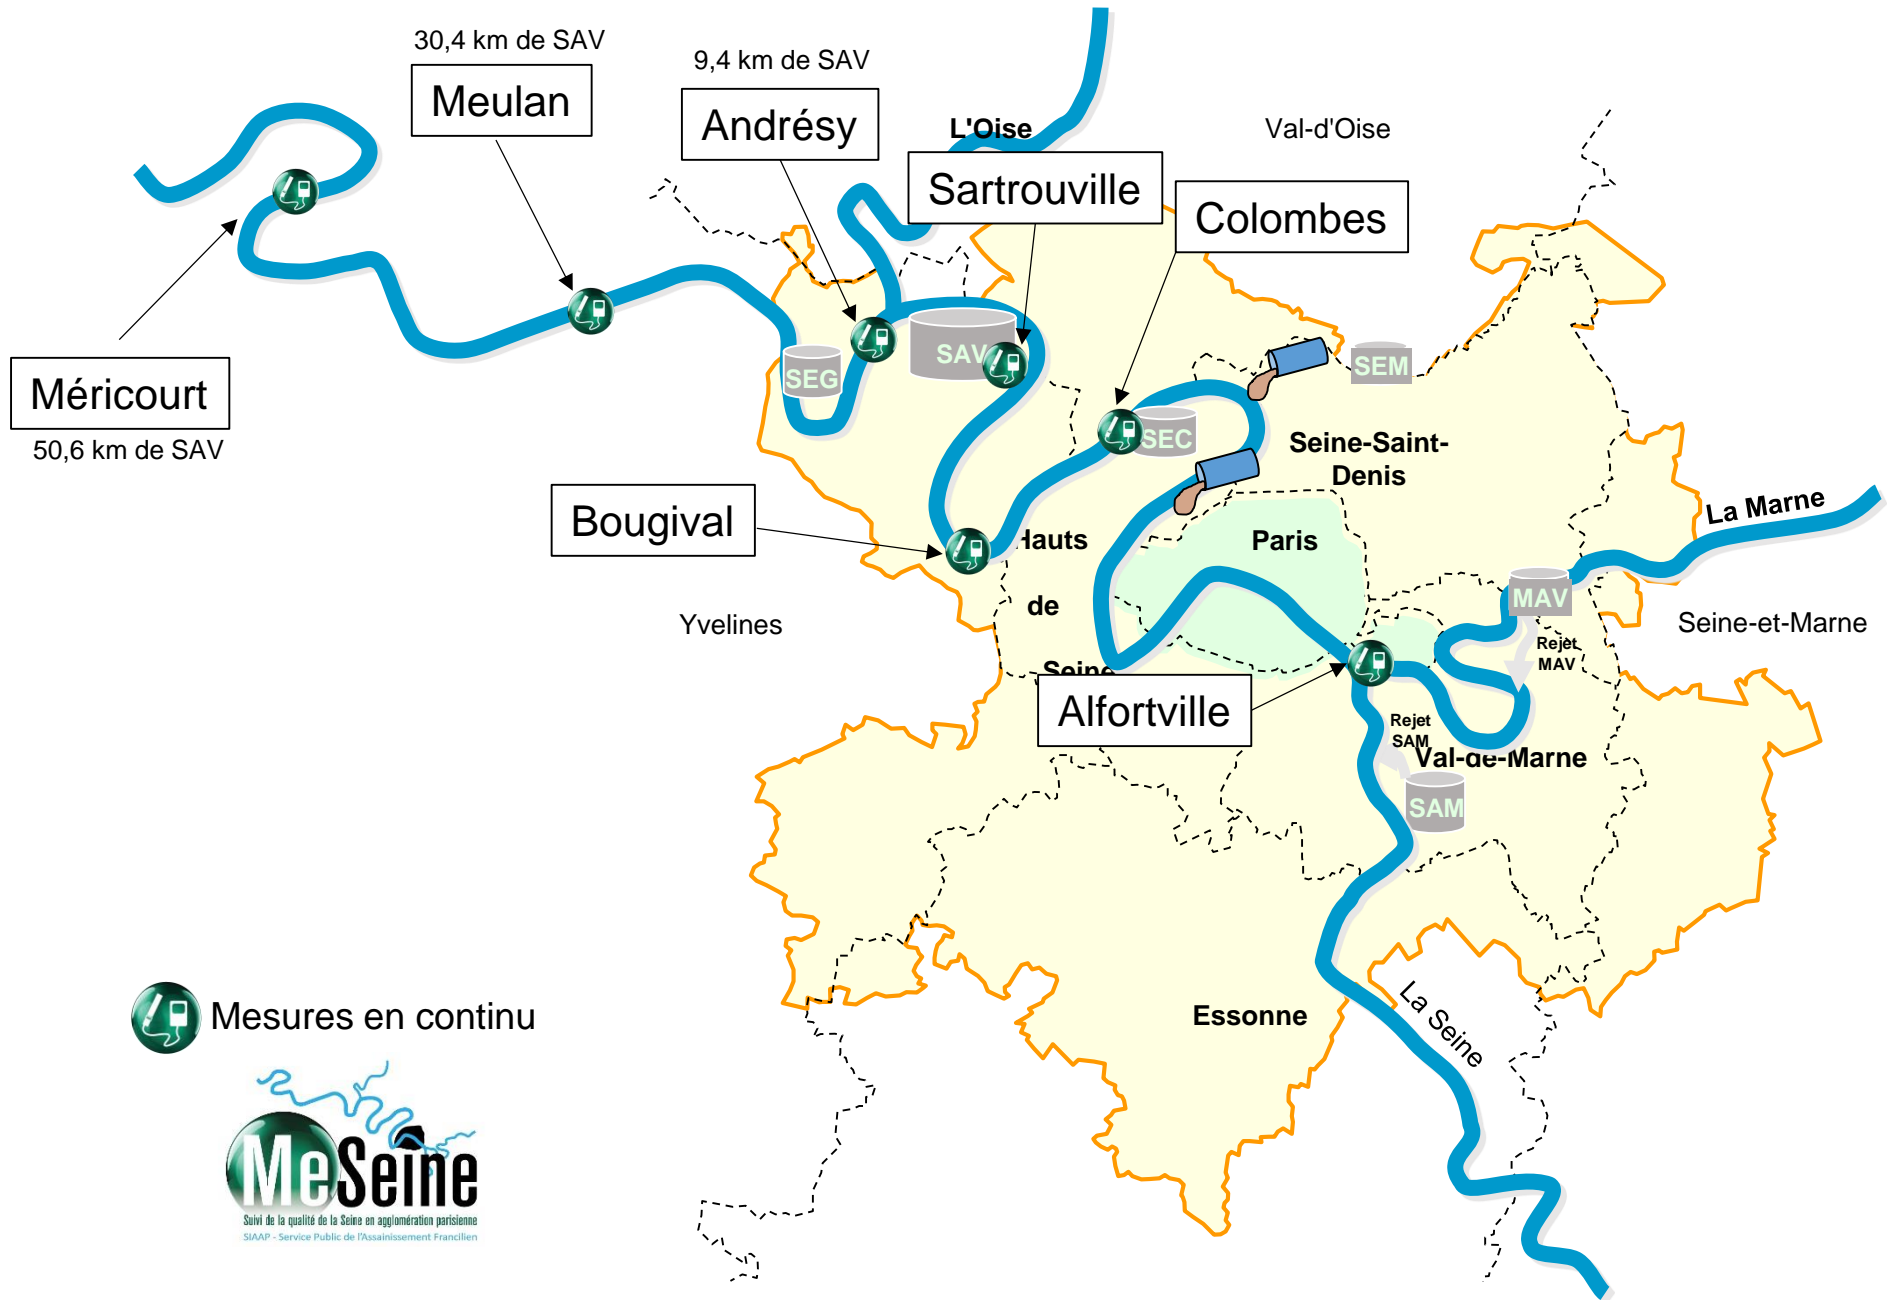 30,4 km de SAV
Meulan
9,4 km de SAV
Andrésy
L'Oise
Val-d'Oise
Sartrouville
Colombes
Méricourt
50,6 km de SAV
SEG
SAV
SEM
SEC
Seine-Saint-
Denis
La Marne
Bougival
Hauts
de
Seine
Paris
MAV
Rejet
MAV
Yvelines
Seine-et-Marne
Alfortville
Rejet
SAM
Val-de-Marne
SAM
Essonne
La Seine
Mesures en continu
MeSeine
Suivi de la qualité de la Seine en agglomération parisienne
SIAAP - Service Public de l'Assainissement Francilien